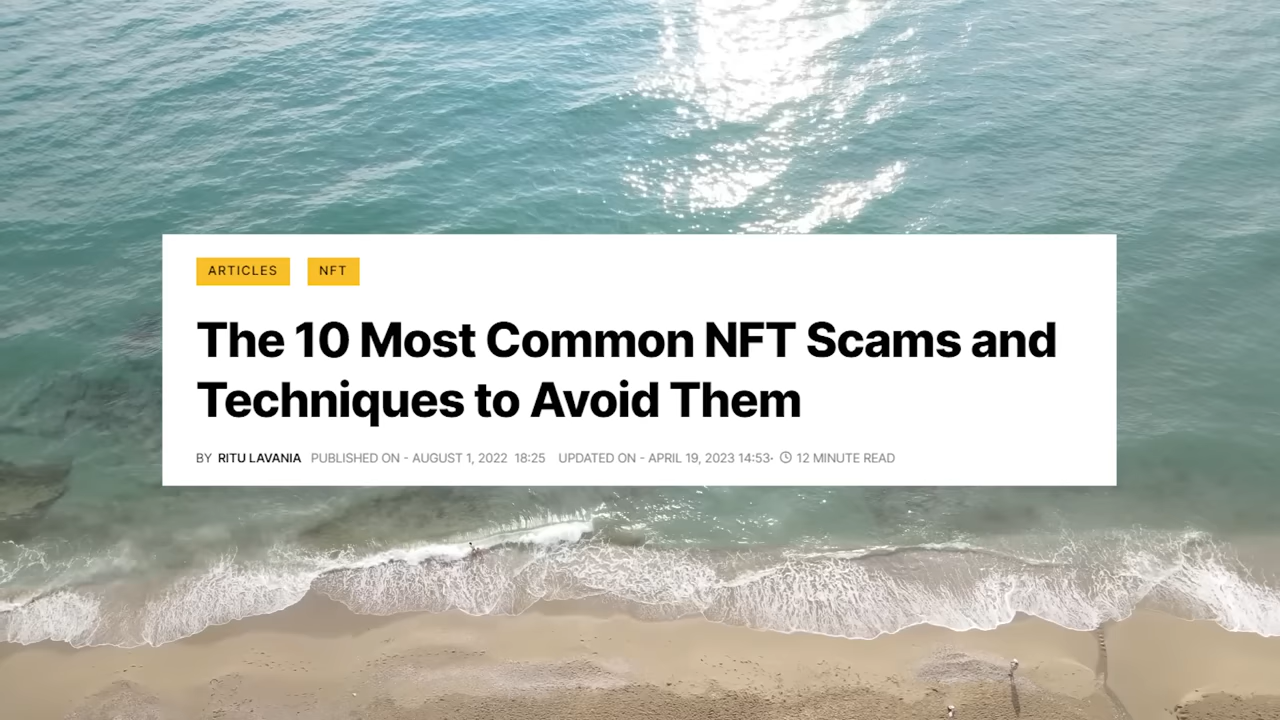 ARTICLES NFT
The 10 Most Common NFT Scams and
Techniques to Avoid Them
BY RITU LAVANIA PUBLISHED ON - AUGUST 1, 2022 18:25 UPDATED ON - APRIL 19, 2023 14:53· 12 MINUTE READ